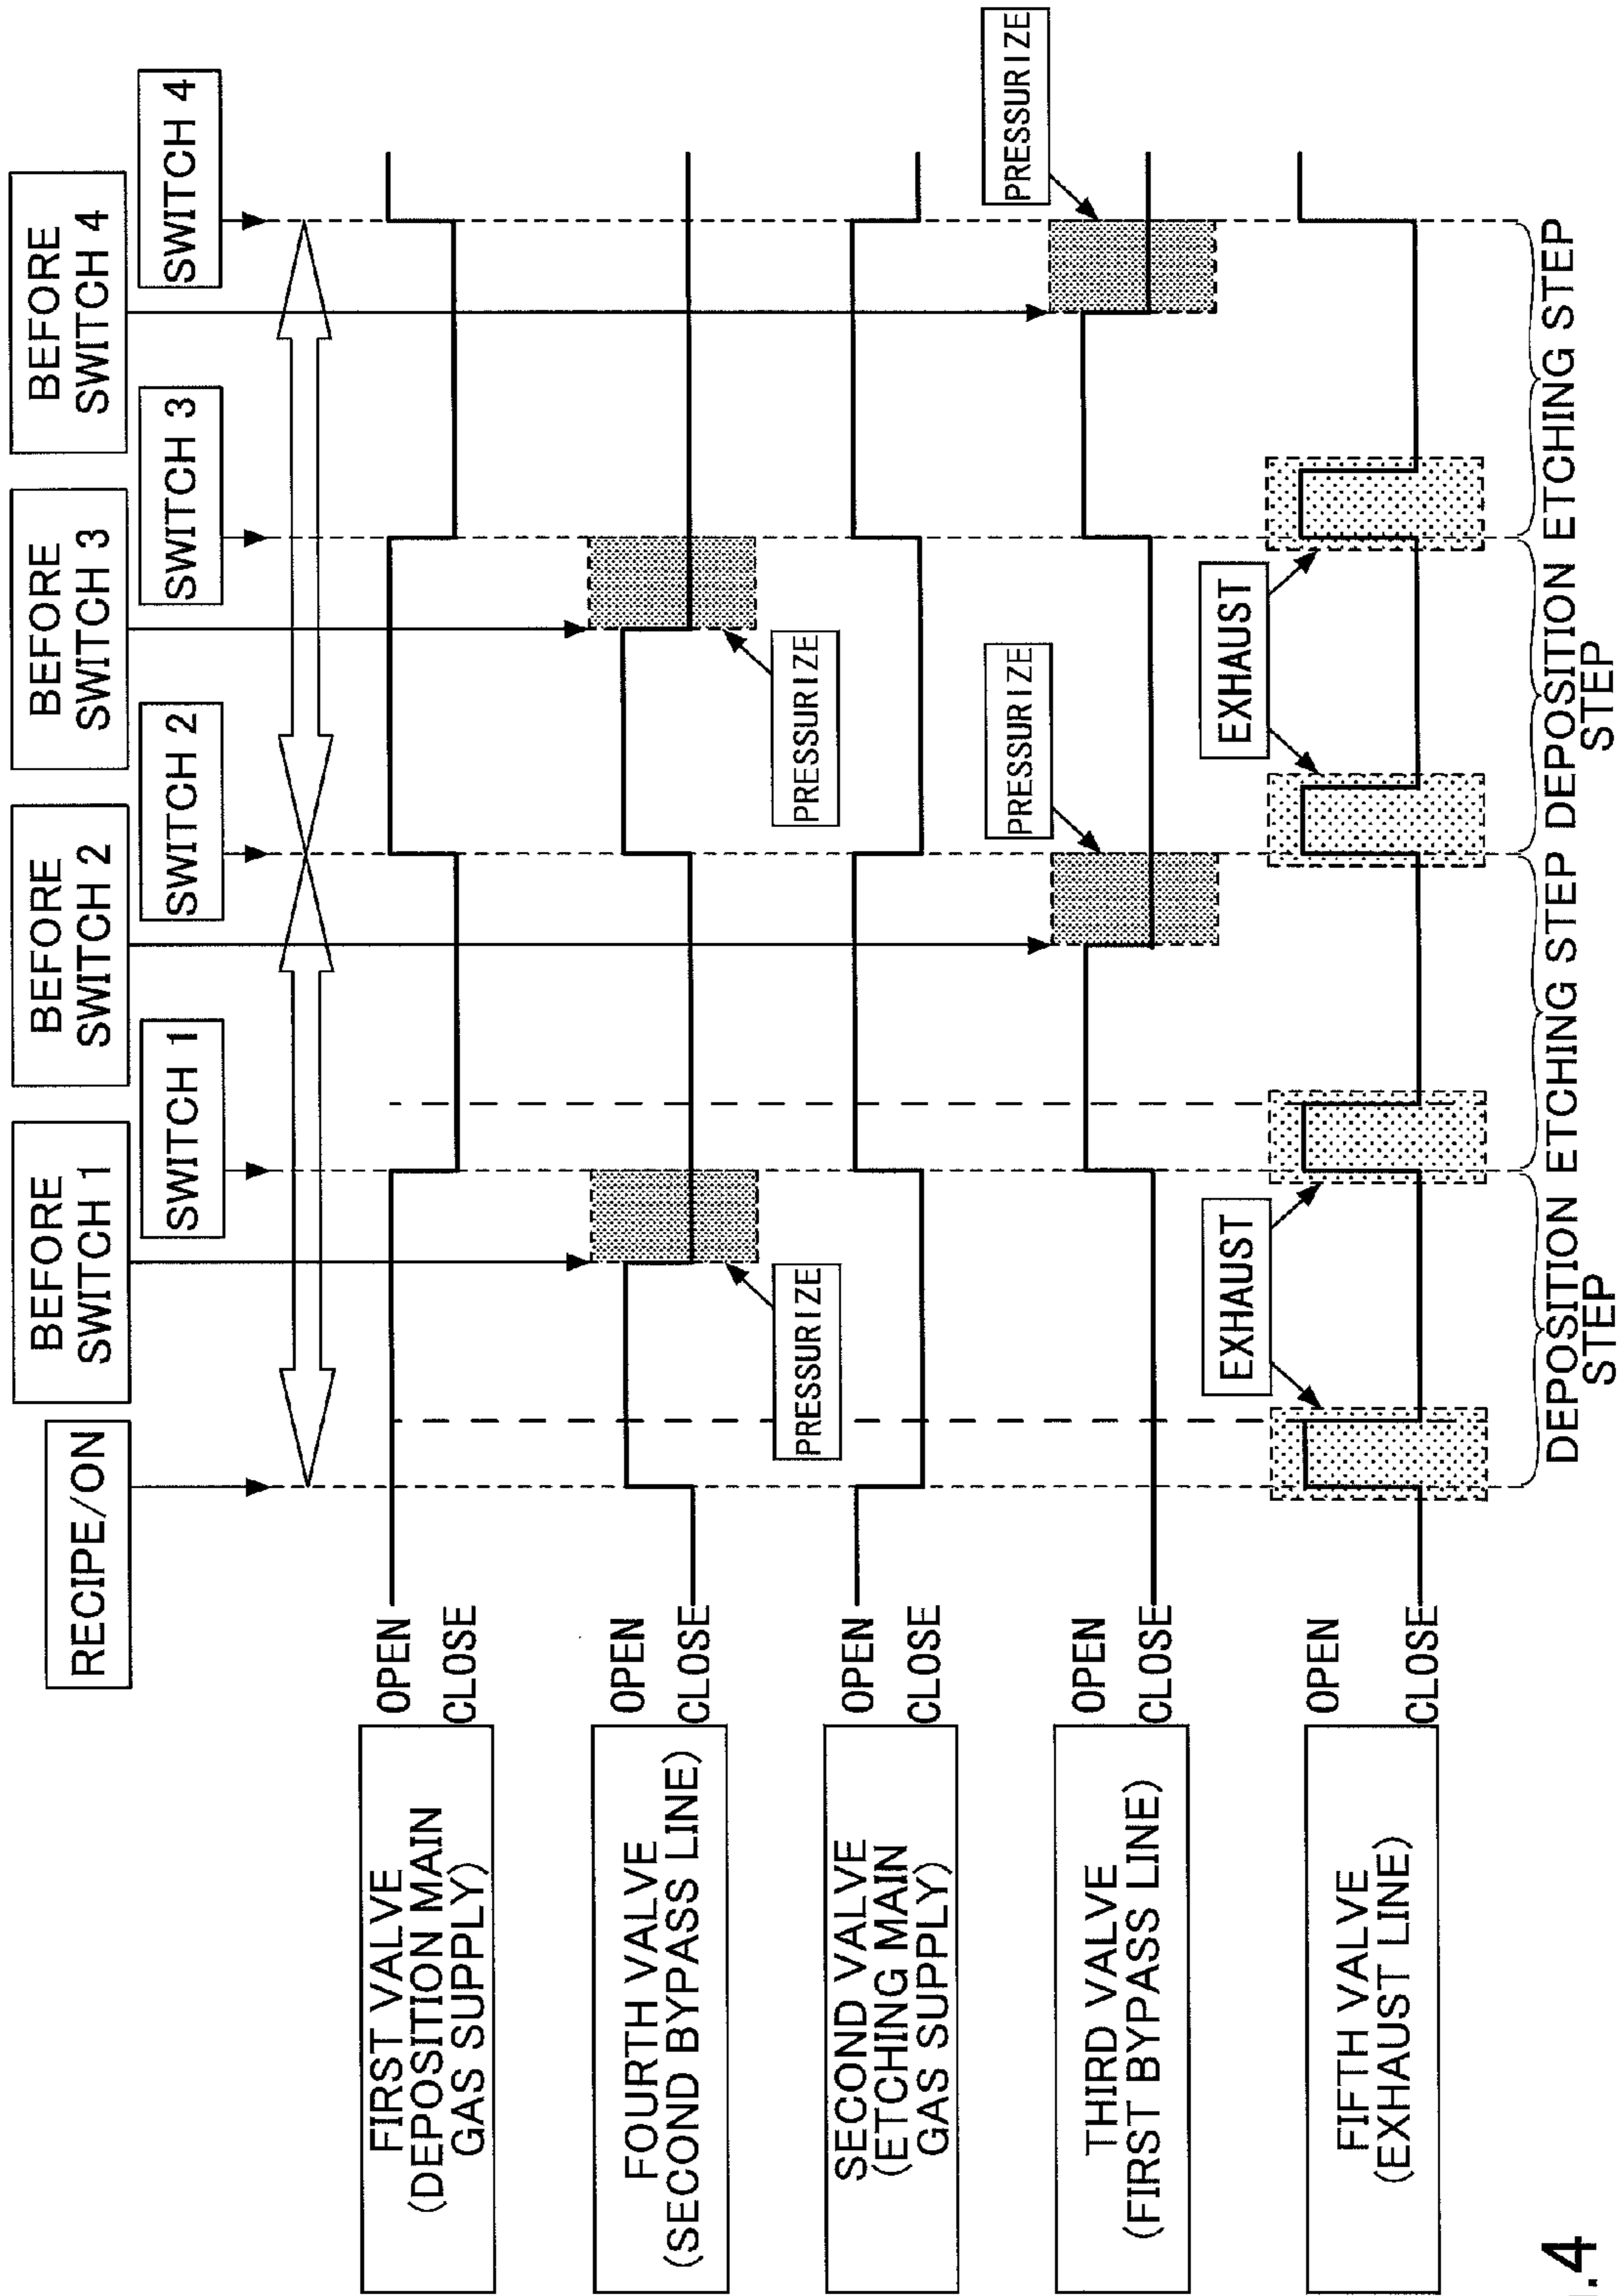 RECIPE/ON
BEFORE
SWITCH 1
BEFORE
SWITCH 2
BEFORE
SWITCH 3
BEFORE
SWITCH 4
SWITCH 1
SWITCH 2
SWITCH 3
SWITCH 4
FIRST VALVE
(DEPOSITION MAIN
GAS SUPPLY)
OPEN
CLOSE
FOURTH VALVE
(SECOND BYPASS LINE)
OPEN
CLOSE
PRESSURIZE
PRESSURIZE
SECOND VALVE
(ETCHING MAIN
GAS SUPPLY)
OPEN
CLOSE
THIRD VALVE
(FIRST BYPASS LINE)
OPEN
CLOSE
PRESSURIZE
PRESSURIZE
FIFTH VALVE
(EXHAUST LINE)
OPEN
CLOSE
EXHAUST
EXHAUST
DEPOSITION
STEP
ETCHING STEP
DEPOSITION
STEP
ETCHING STEP
.4